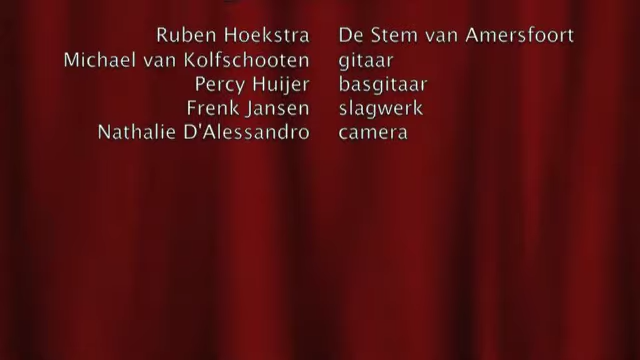 Ruben Hoekstra De Stem van Amersfoort
Michael van Kolfschooten gitaar
Percy Huijer basgitaar
Frenk Jansen slagwerk
Nathalie D'Alessandro camera